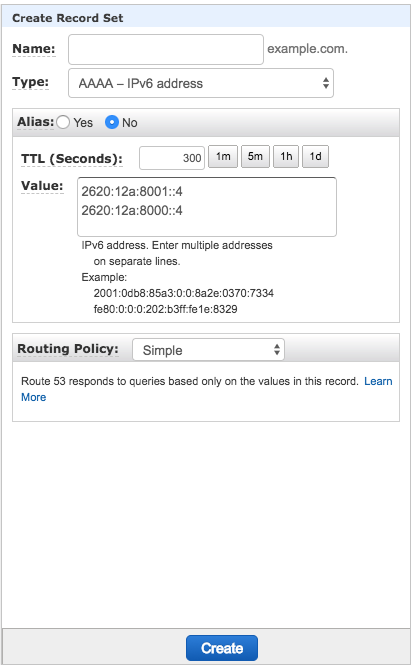 Create Record Set
Name: example.com.
Type: AAAA – IPv6 address
Alias: Yes No
TTL (Seconds): 300 1m 5m 1h 1d
Value: 2620:12a:8001::4
2620:12a:8000::4
IPv6 address. Enter multiple addresses
on separate lines.
Example:
2001:0db8:85a3:0:0:8a2e:0370:7334
fe80:0:0:0:202:b3ff:fe1e:8329
Routing Policy: Simple
Route 53 responds to queries based only on the values in this record. Learn
More
Create